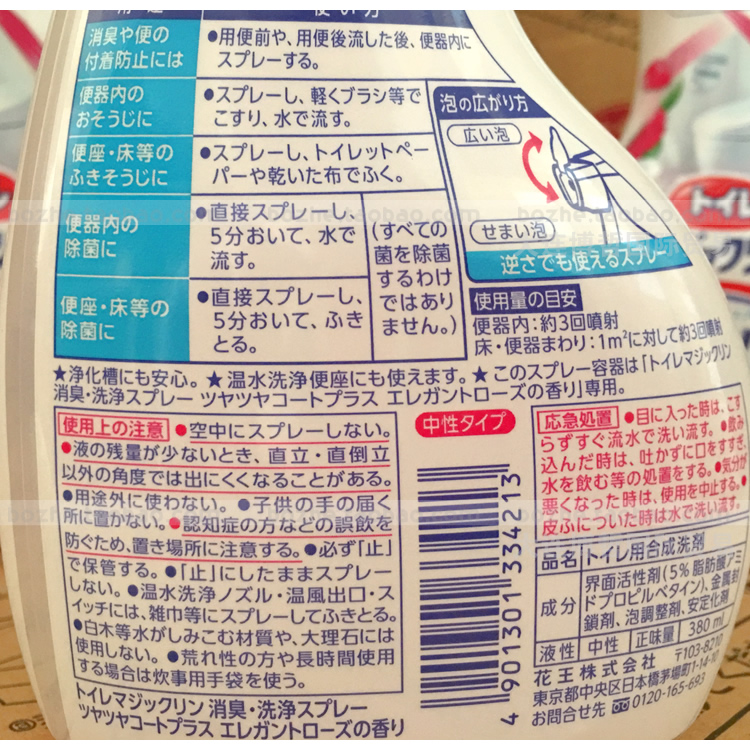 用途
使い方
消臭や便の
付着防止には
●用便前や、用便後流した後、便器内に
スプレーする。
便器内の
おそうじに
●スプレーし、軽くブラシ等で
こすり、水で流す。
便座・床等の
ふきそうじに
●スプレーし、トイレットペー
パーや乾いた布でふく。
便器内の
除菌に
●直接スプレーし、
5分おいて、水で
流す。
便座・床等の
除菌に
●直接スプレーし、
5分おいて、ふき
とる。
(すべての
菌を除菌
するわけ
ではあり
ません。)
泡の広がり方
広い泡
せまい泡
逆さでも使えるスプレー
使用量の目安
便器内:約3回噴射
床・便器まわり:1m²に対して約3回噴射
★浄化槽にも安心。★温水洗浄便座にも使えます。★このスプレー容器は「トイレマジックリン
消臭・洗浄スプレー ツヤツヤコートプラス エレガントローズの香り」専用。
使用上の注意 ●空中にスプレーしない。
●液の残量が少ないとき、直立・直倒立
以外の角度では出にくくなることがある。
●用途外に使わない。●子供の手の届く
所に置かない。●認知症の方などの誤飲を
防ぐため、置き場所に注意する。●必ず「止」
で保管する。●「止」にしたままスプレー
しない。●温水洗浄ノズル・温風出口・ス
イッチには、雑巾等にスプレーしてふきとる。
●白木等水がしみこむ材質や、大理石には
使用しない。●荒れ性の方や長時間使用
する場合は炊事用手袋を使う。
トイレマジックリン 消臭・洗浄スプレー
ツヤツヤコートプラス エレガントローズの香り
中性タイプ
4 901301 334213
応急処置 ●目に入った時は、こす
らずすぐ流水で洗い流す。●飲み
込んだ時は、吐かずに口をすすぎ
水を飲む等の処置をする。●気分が
悪くなった時は、使用を中止する。●
皮ふについた時は水で洗い流す。
品名 トイレ用合成洗剤
成分 界面活性剤(5% 脂肪酸アミ
ドプロピルベタイン)、金属封
鎖剤、泡調整剤、安定化剤
液性 中性 正味量 380ml
花王株式会社 〒103-8210
東京都中央区日本橋茅場町1-14-10
お問合せ先 0120-165-693
bozhe.taobao.com